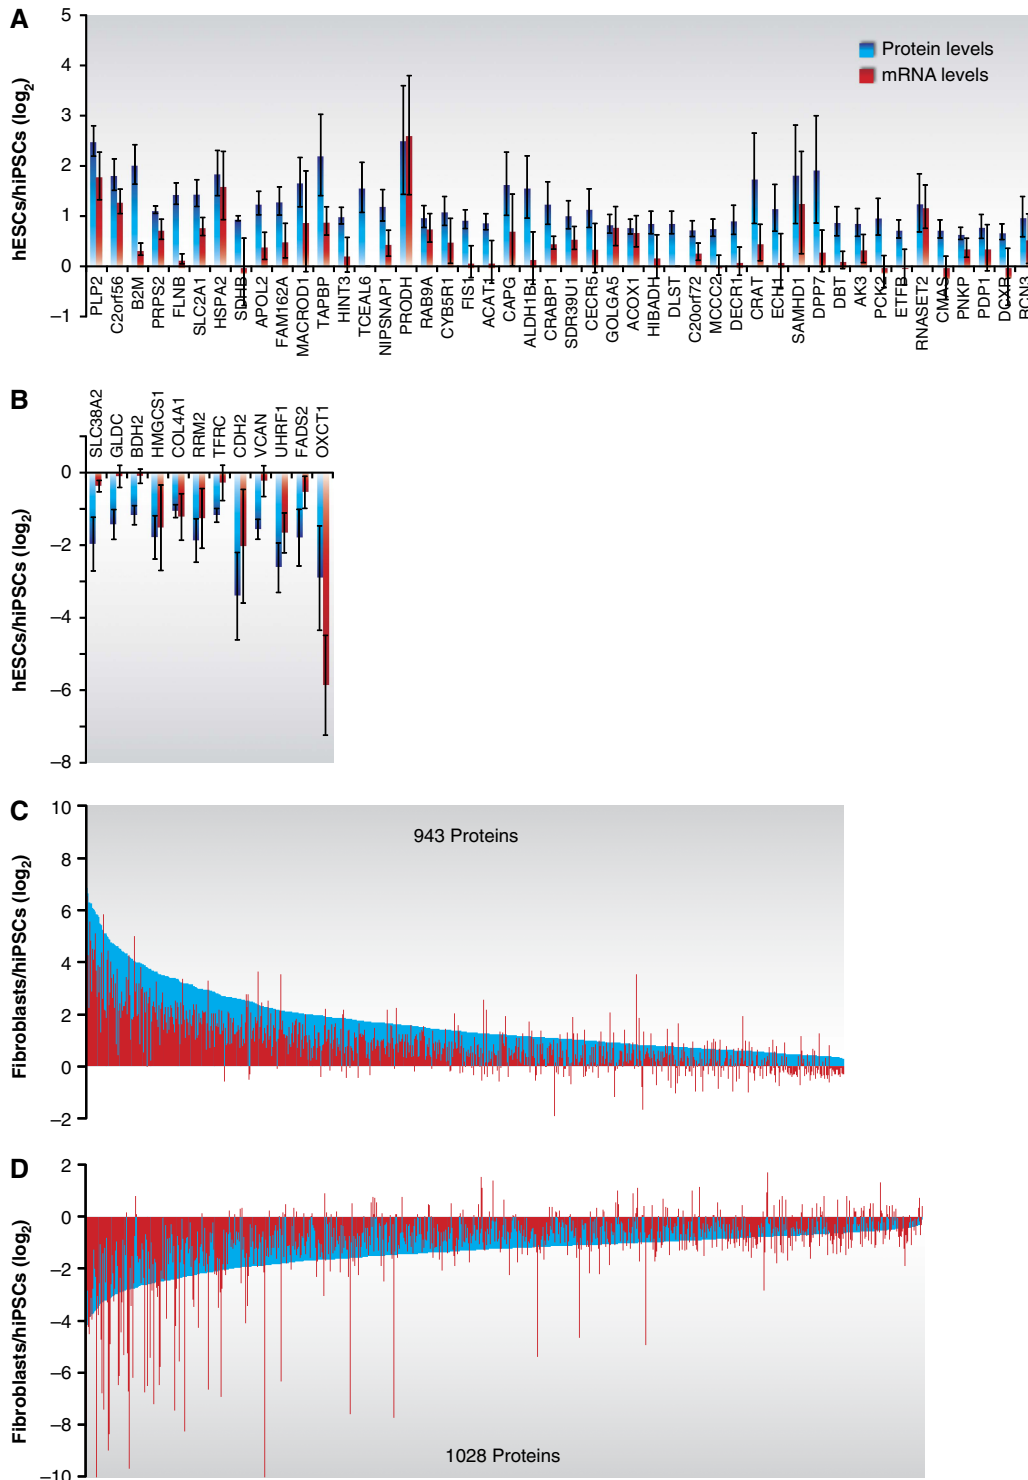 A
hESCs/hiPSCs (log2)
5
4
3
2
1
0
–1
Protein levels
mRNA levels
PLP2
C2orf56
B2M
PRPS2
FLNB
SLC2A1
HSPA2
SDHB
APOL2
FAM162A
MACROD1
TAPBP
HINT3
TCEAL6
NIPSNAP1
PRODH
RAB9A
CYB5R1
FIS1
ACAT1
CAPG
ALDH1B1
CRABP1
SDR39U1
CECR5
GOLGA5
ACOX1
HIBADH
DLST
C20orf72
MCCC2
DECR1
CRAT
ECH1
SAMHD1
DPP7
DBT
AK3
PCK2
ETFB
RNASET2
CMAS
PNKP
PDP1
DCXR
RCN3
B
hESCs/hiPSCs (log2)
SLC38A2
GLDC
BDH2
HMGCS1
COL4A1
RRM2
TFRC
CDH2
VCAN
UHRF1
FADS2
OXCT1
0
–2
–4
–6
–8
C
Fibroblasts/hiPSCs (log2)
10
8
6
4
2
0
–2
943 Proteins
D
Fibroblasts/hiPSCs (log2)
2
0
–2
–4
–6
–8
–10
1028 Proteins